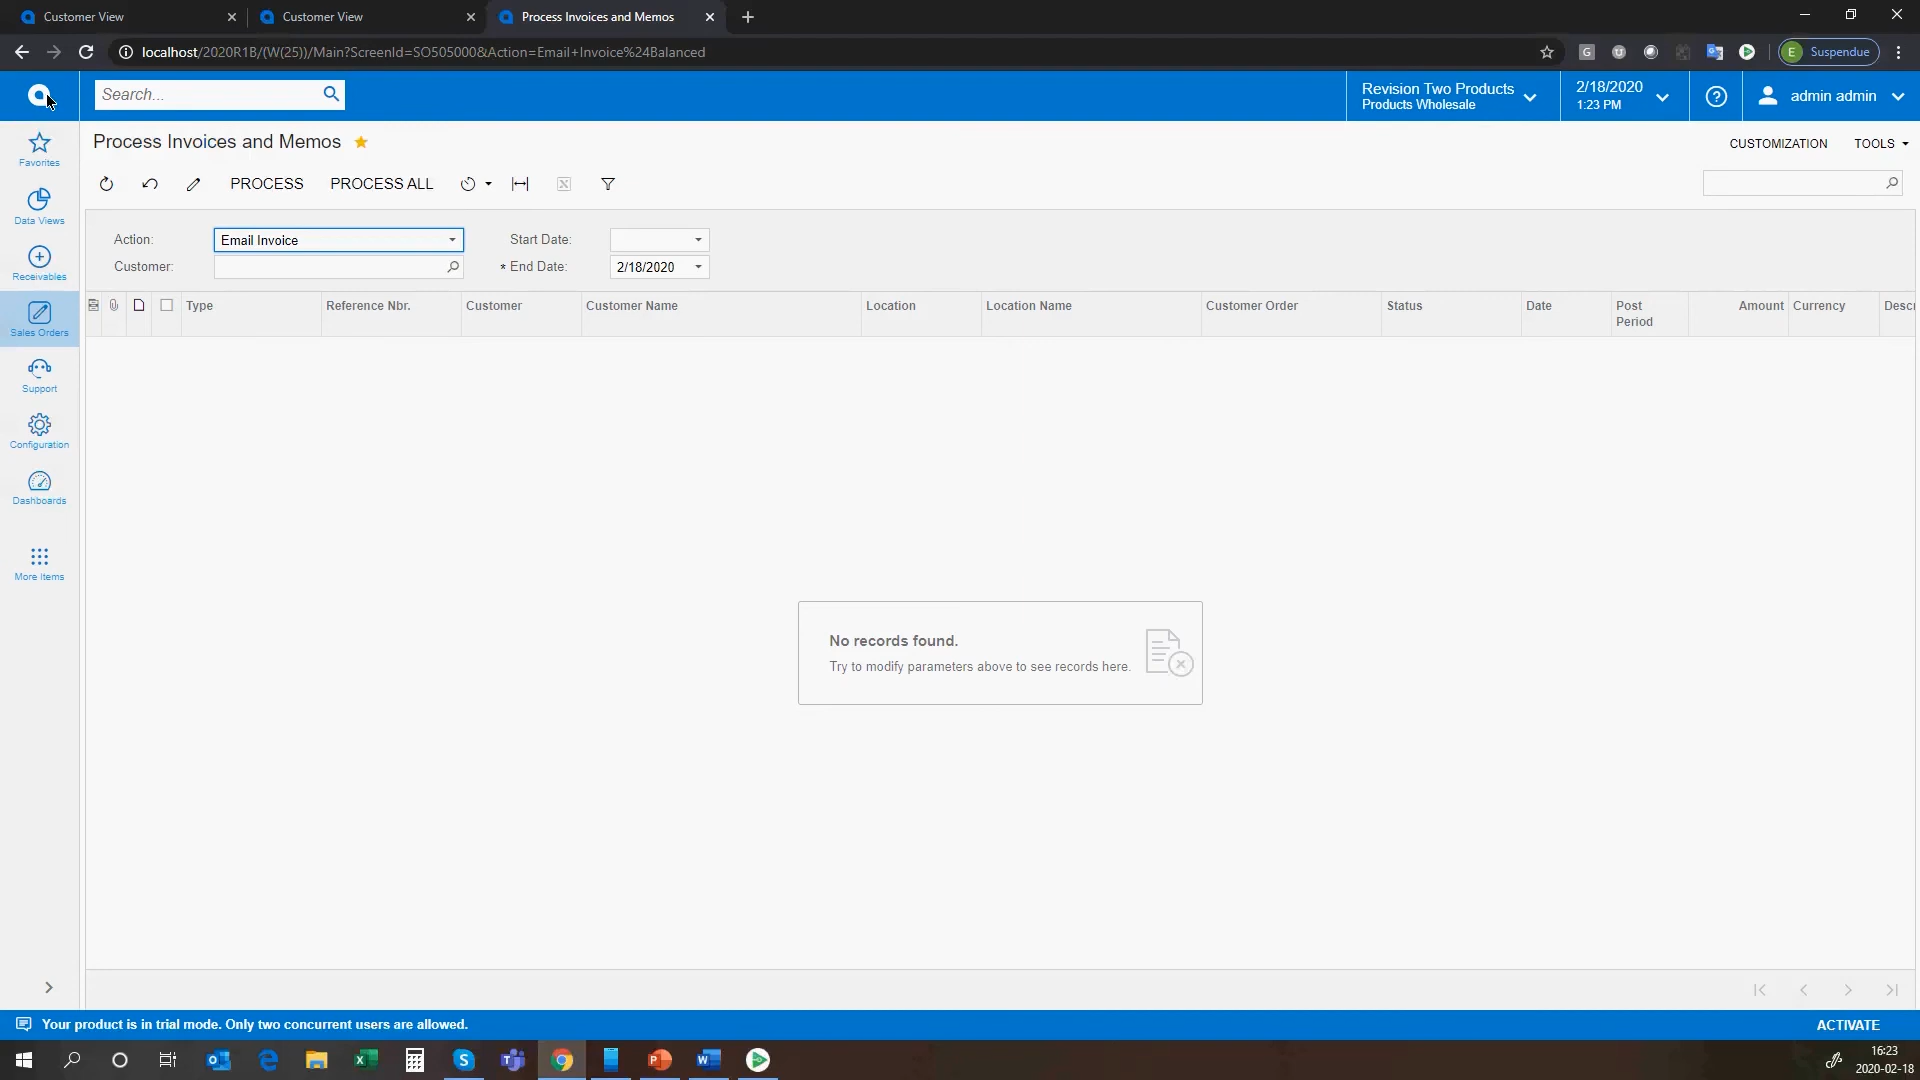 Customer View
Customer View
Process Invoices and Memos
localhost/2020R1B/(W(25))/Main?ScreenId=SO505000&Action=Email+Invoice%24Balanced
G
E Suspendue
Search...
Revision Two Products
Products Wholesale
2/18/2020
1:23 PM
admin admin
Favorites
Data Views
Receivables
Sales Orders
Support
Configuration
Dashboards
More Items
Process Invoices and Memos
CUSTOMIZATION TOOLS
PROCESS PROCESS ALL
Action: Email Invoice Start Date:
Customer: * End Date: 2/18/2020
Type Reference Nbr. Customer Customer Name Location Location Name Customer Order Status Date Post Period Amount Currency Descr
No records found.
Try to modify parameters above to see records here.
Your product is in trial mode. Only two concurrent users are allowed.
ACTIVATE
16:23
2020-02-18